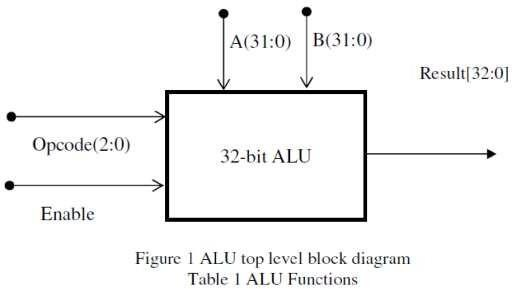 A(31:0)
B(31:0)
Result[32:0]
Opcode(2:0)
32-bit ALU
Enable
Figure 1 ALU top level block diagram
Table 1 ALU Functions